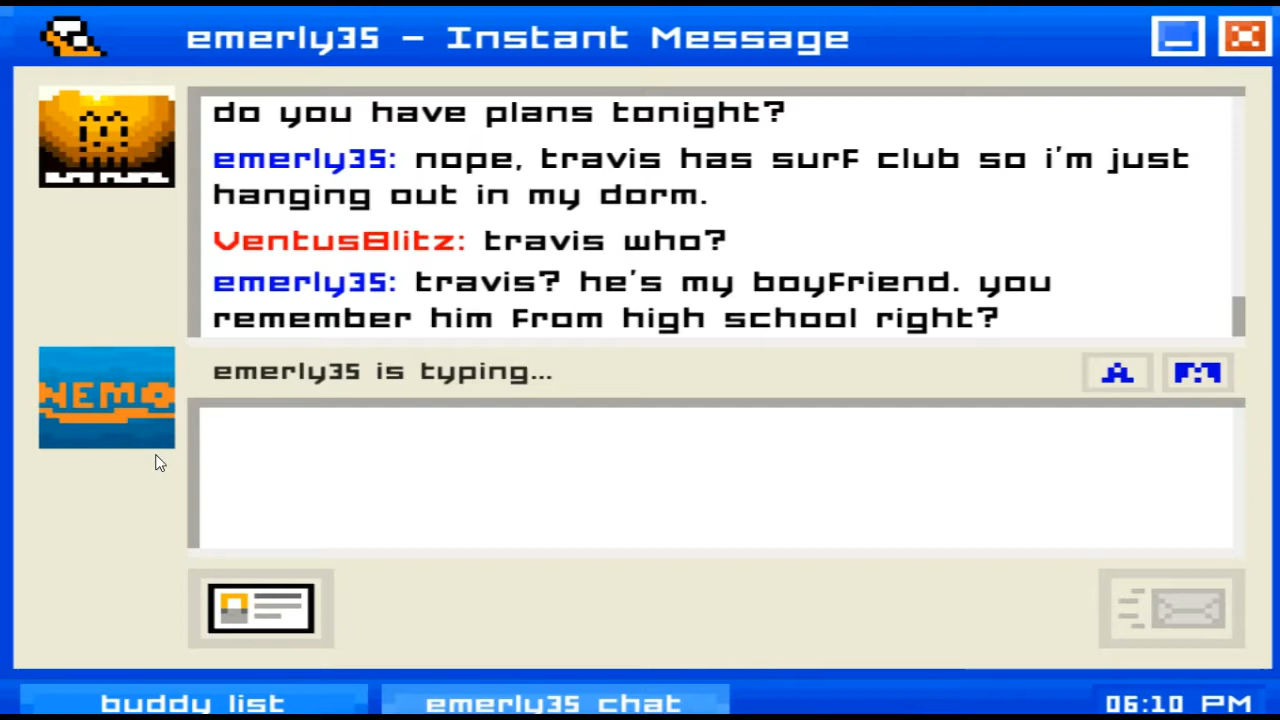 emerly35 - Instant Message
do you have plans tonight?
emerly35: nope, travis has surf club so i'm just
hanging out in my dorm.
VentusBlitz: travis who?
emerly35: travis? he's my boyfriend. you
remember him from high school right?
emerly35 is typing...
A
NEMO
buddy list
emerly35 chat
06:10 PM